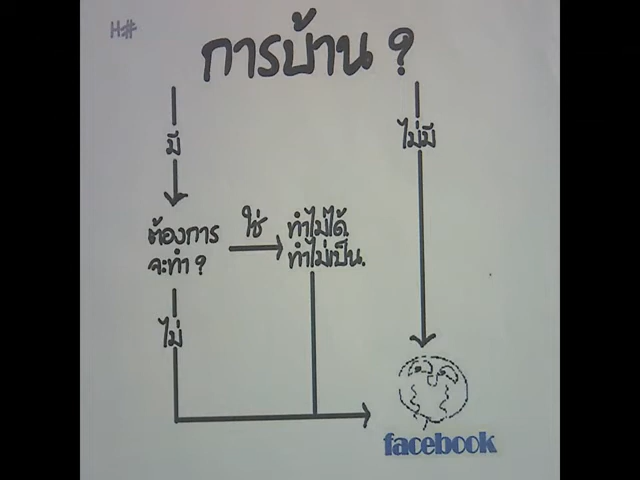 H#
การบ้าน ?
มี
ไม่มี
ต้องการ
จะทำ ?
ใช่
ทำไม่ได้.
ทำไม่เป็น.
ไม่
facebook